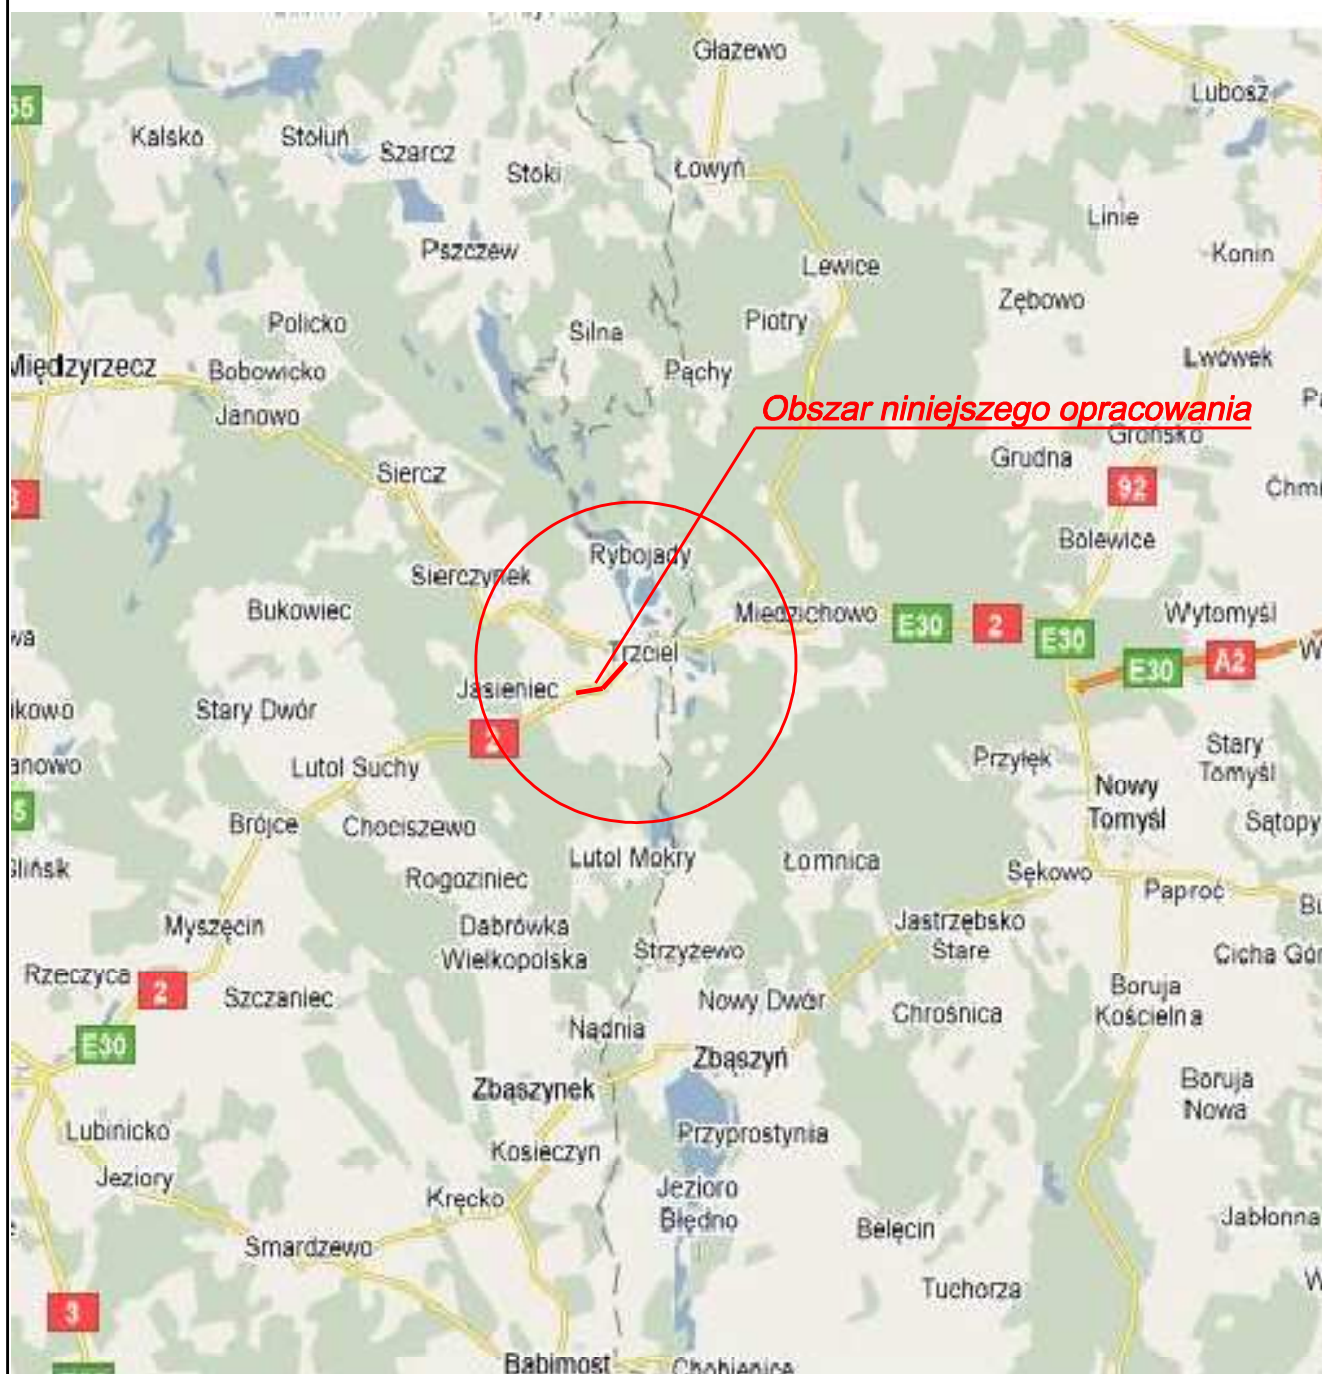 Głażewo
Lubosz
Kalsko
Stołuń
Szarcz
Stoki
Łowyń
Linie
Pszczew
Lewice
Konin
Zębowo
Policko
Silna
Piotry
Międzyrzecz
Bobowicko
Pąchy
Lwówek
Janowo
Obszar niniejszego opracowania
Grońsko
Grudna
Siercz
92
Bolewice
Rybojady
Sierczynek
Bukowiec
Miedzichowo
E30
2
E30
Wytomyśl
Trzciel
E30
A2
Jasieniec
Stary Dwór
2
Lutol Suchy
Przyłęk
Stary
Tomyśl
Nowy
Tomyśl
Brójce
Chociszewo
Sątopy
Lutol Mokry
Łomnica
Sękowo
Rogoziniec
Paproć
Myszęcin
Dabrówka
Wielkopolska
Strzyżewo
Jastrzębsko
Stare
Rzeczyca
2
Szczaniec
Nowy Dwór
Chrośnica
Boruja
Kościelna
Nądnia
E30
Zbąszyń
Zbąszynek
Boruja
Nowa
Lubinicko
Przyprostynia
Kosieczyn
Jeziory
Kręcko
Jezioro
Błędno
Belęcin
Jabłonna
Smardzewo
Tuchorza
3
Babimost
Chobienice